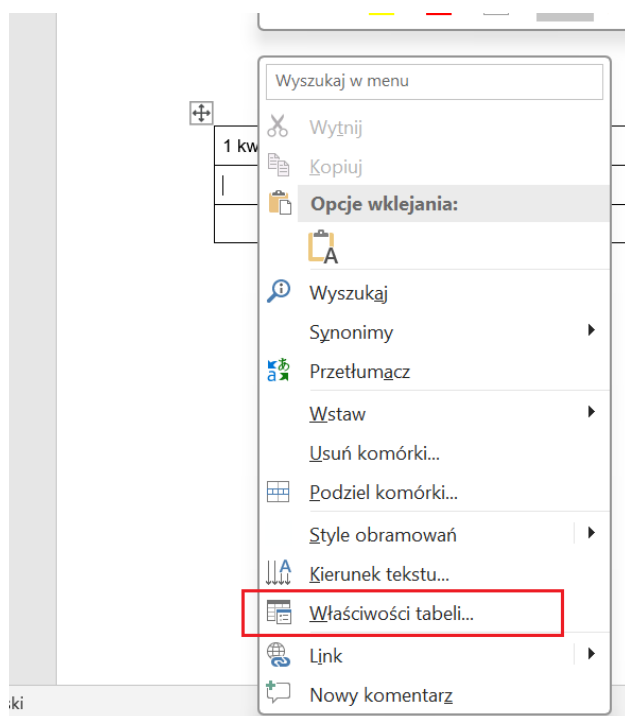 Wyszukaj w menu
Wytnij
1 kw
Kopiuj
Opcje wklejania:
A
Wyszukaj
Synonimy
Przetłumacz
Wstaw
Usuń komórki...
Podziel komórki...
Style obramowań
Kierunek tekstu...
Właściwości tabeli...
Link
Nowy komentarz
ski